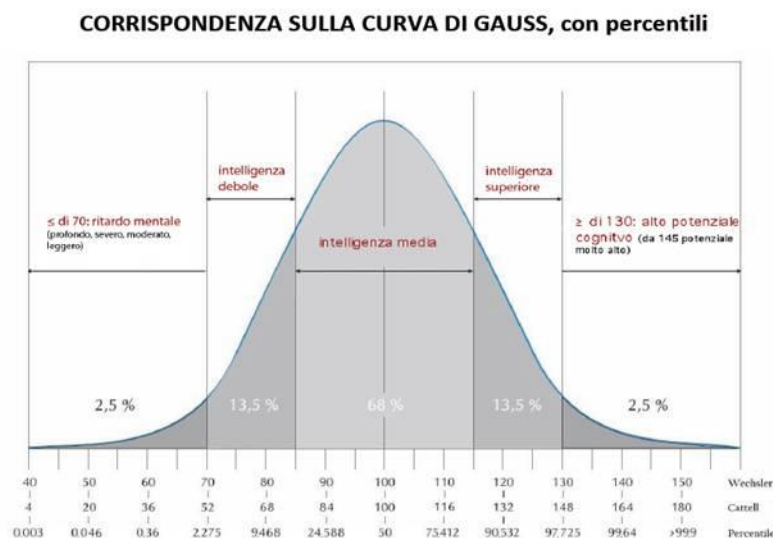 CORRISPONDENZA SULLA CURVA DI GAUSS, con percentili
intelligenza
debole
intelligenza
superiore
≤ di 70: ritardo mentale
(profondo, severo, moderato,
leggero)
intelligenza media
≥ di 130: alto potenziale
cognitvo (da 145 potenziale
molto alto)
2,5 % 13,5 % 68 % 13,5 % 2,5 %
40 50 60 70 80 90 100 110 120 130 140 150 Wechsler
4 20 36 52 68 84 100 116 132 148 164 180 Cattell
0.003 0.046 0.36 2.275 9.468 24.588 50 75.412 90.532 97.725 99.64 >999 Percentile